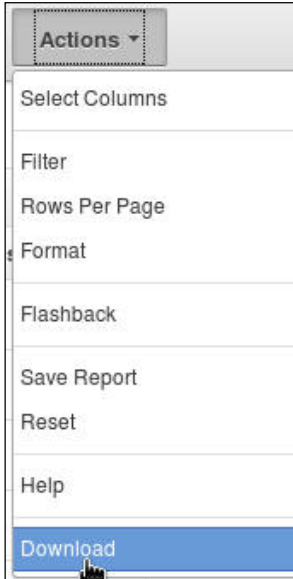 Actions
Select Columns
Filter
Rows Per Page
Format
Flashback
Save Report
Reset
Help
Download